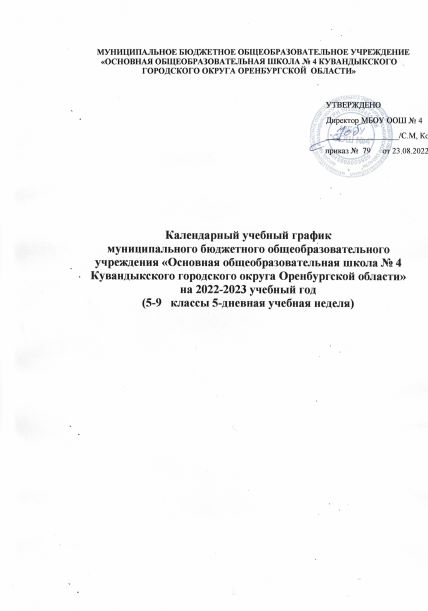 МУНИЦИПАЛЬНОЕ БЮДЖЕТНОЕ ОБЩЕОБРАЗОВАТЕЛЬНОЕ УЧРЕЖДЕНИЕ
«ОСНОВНАЯ ОБЩЕОБРАЗОВАТЕЛЬНАЯ ШКОЛА № 4 КУВАНДЫКСКОГО
ГОРОДСКОГО ОКРУГА ОРЕНБУРГСКОЙ ОБЛАСТИ»
УТВЕРЖДЕНО
Директор МБОУ ООШ № 4
/С.М, Ко
приказ № 79 от 23.08.2022
Календарный учебный график
муниципального бюджетного общеобразовательного
учреждения «Основная общеобразовательная школа № 4
Кувандыкского городского округа Оренбургской области»
на 2022-2023 учебный год
(5-9 классы 5-дневная учебная неделя)